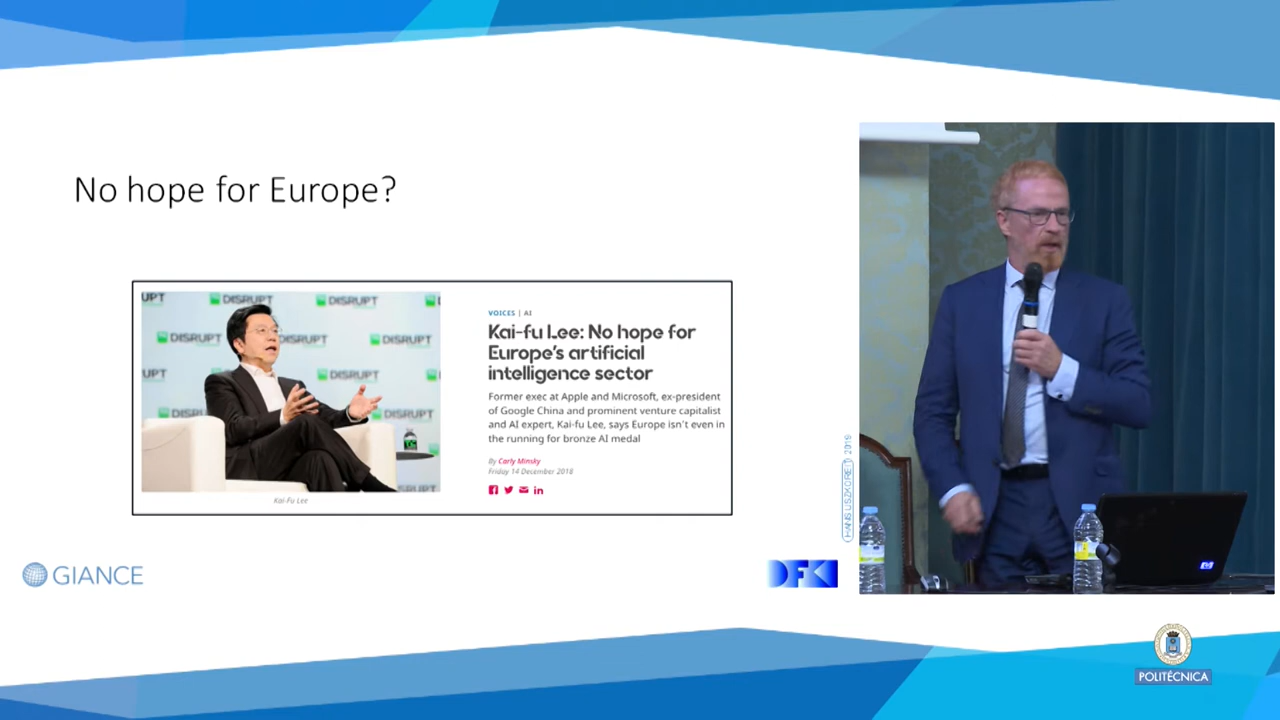 No hope for Europe?
UPT DISRUPT DISRUPT
DISRUPT DISRUPT DISRUPT
UPT DISRUPT
DISRUPT DISRUPT
DISRUPT
Kai-Fu Lee
VOICES | AI
Kai-fu Lee: No hope for
Europe's artificial
intelligence sector
Former exec at Apple and Microsoft, ex-president
of Google China and prominent venture capitalist
and AI expert, Kai-fu Lee, says Europe isn't even in
the running for bronze AI medal
By Carly Minsky
Friday 14 December 2018
GIANCE
DFKI
HANS USZKOREIT 2019
POLITÉCNICA